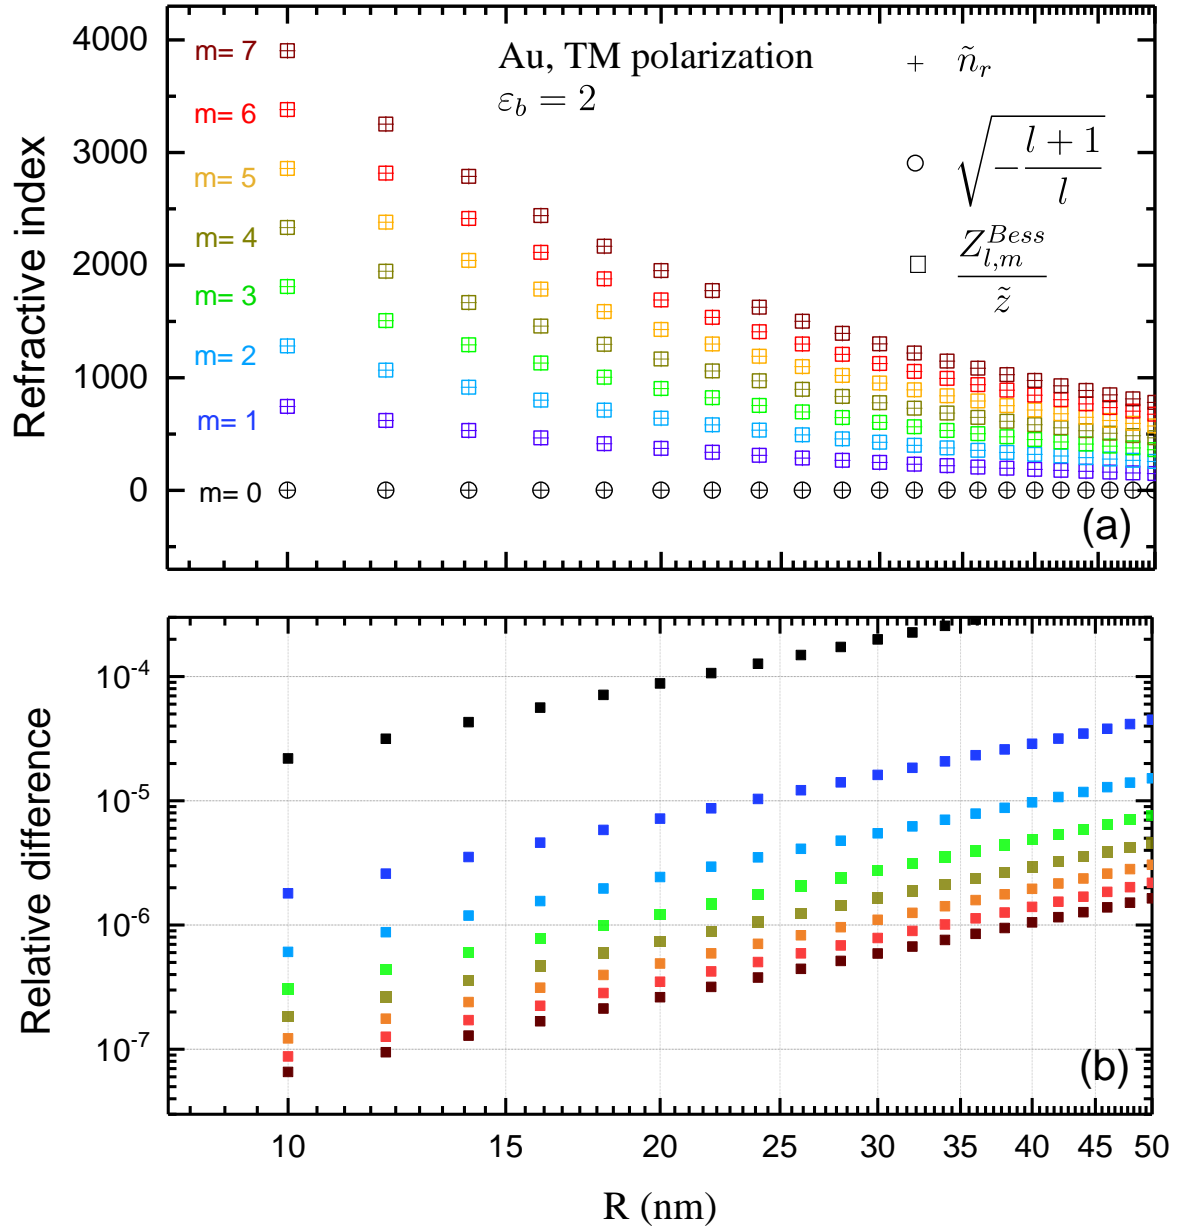 Refractive index
4000
3000
2000
1000
0
m= 7
m= 6
m= 5
m= 4
m= 3
m= 2
m= 1
m= 0
Au, TM polarization
ε_b = 2
+ ñ_r
○ √(-(l + 1)/l)
□ Z_{l,m}^{Bess}/z̃
(a)
Relative difference
10^-4
10^-5
10^-6
10^-7
(b)
10 15 20 25 30 35 40 45 50
R (nm)